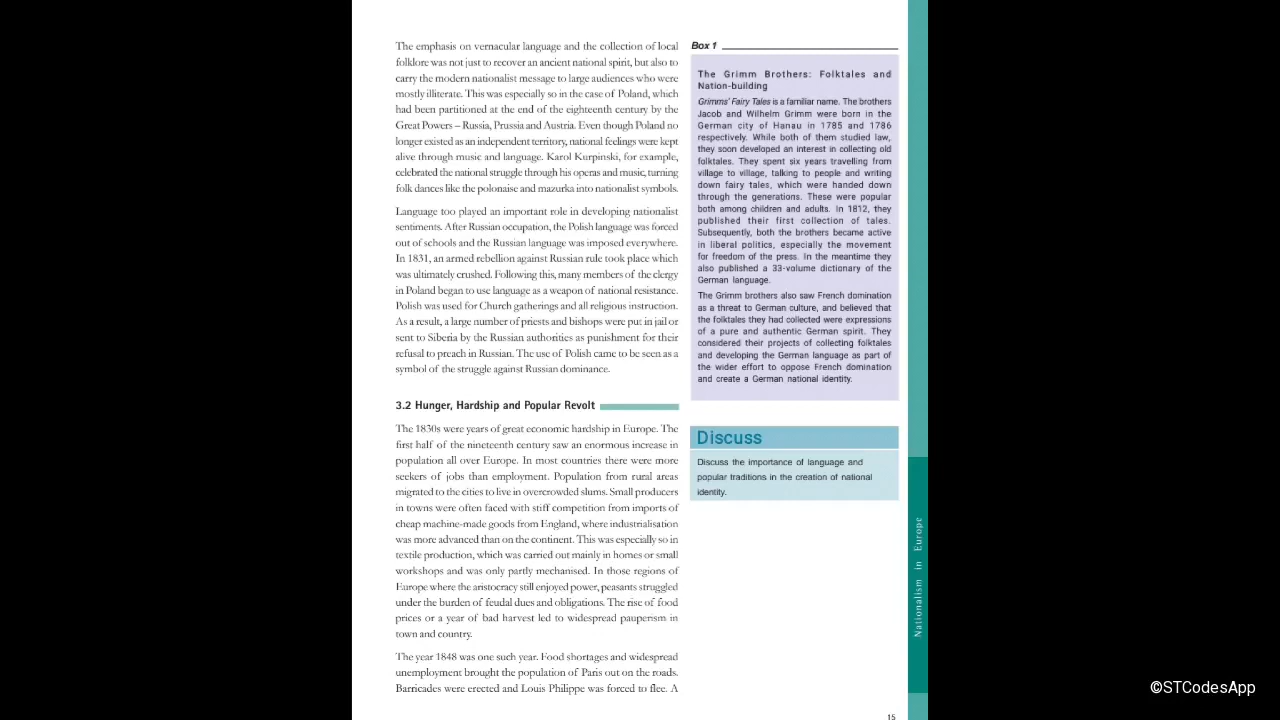 The emphasis on vernacular language and the collection of local
folklore was not just to recover an ancient national spirit, but also to
carry the modern nationalist message to large audiences who were
mostly illiterate. This was especially so in the case of Poland, which
had been partitioned at the end of the eighteenth century by the
Great Powers – Russia, Prussia and Austria. Even though Poland no
longer existed as an independent territory, national feelings were kept
alive through music and language. Karol Kurpinski, for example,
celebrated the national struggle through his operas and music, turning
folk dances like the polonaise and mazurka into nationalist symbols.
Language too played an important role in developing nationalist
sentiments. After Russian occupation, the Polish language was forced
out of schools and the Russian language was imposed everywhere.
In 1831, an armed rebellion against Russian rule took place which
was ultimately crushed. Following this, many members of the clergy
in Poland began to use language as a weapon of national resistance.
Polish was used for Church gatherings and all religious instruction.
As a result, a large number of priests and bishops were put in jail or
sent to Siberia by the Russian authorities as punishment for their
refusal to preach in Russian. The use of Polish came to be seen as a
symbol of the struggle against Russian dominance.
3.2 Hunger, Hardship and Popular Revolt
The 1830s were years of great economic hardship in Europe. The
first half of the nineteenth century saw an enormous increase in
population all over Europe. In most countries there were more
seekers of jobs than employment. Population from rural areas
migrated to the cities to live in overcrowded slums. Small producers
in towns were often faced with stiff competition from imports of
cheap machine-made goods from England, where industrialisation
was more advanced than on the continent. This was especially so in
textile production, which was carried out mainly in homes or small
workshops and was only partly mechanised. In those regions of
Europe where the aristocracy still enjoyed power, peasants struggled
under the burden of feudal dues and obligations. The rise of food
prices or a year of bad harvest led to widespread pauperism in
town and country.
The year 1848 was one such year. Food shortages and widespread
unemployment brought the population of Paris out on the roads.
Barricades were erected and Louis Philippe was forced to flee. A
Box 1
The Grimm Brothers: Folktales and
Nation-building
Grimms' Fairy Tales is a familiar name. The brothers
Jacob and Wilhelm Grimm were born in the
German city of Hanau in 1785 and 1786
respectively. While both of them studied law,
they soon developed an interest in collecting old
folktales. They spent six years travelling from
village to village, talking to people and writing
down fairy tales, which were handed down
through the generations. These were popular
both among children and adults. In 1812, they
published their first collection of tales.
Subsequently, both the brothers became active
in liberal politics, especially the movement
for freedom of the press. In the meantime they
also published a 33-volume dictionary of the
German language.
The Grimm brothers also saw French domination
as a threat to German culture, and believed that
the folktales they had collected were expressions
of a pure and authentic German spirit. They
considered their projects of collecting folktales
and developing the German language as part of
the wider effort to oppose French domination
and create a German national identity.
Discuss
Discuss the importance of language and
popular traditions in the creation of national
identity.
Nationalism in Europe
15
©STCodesApp